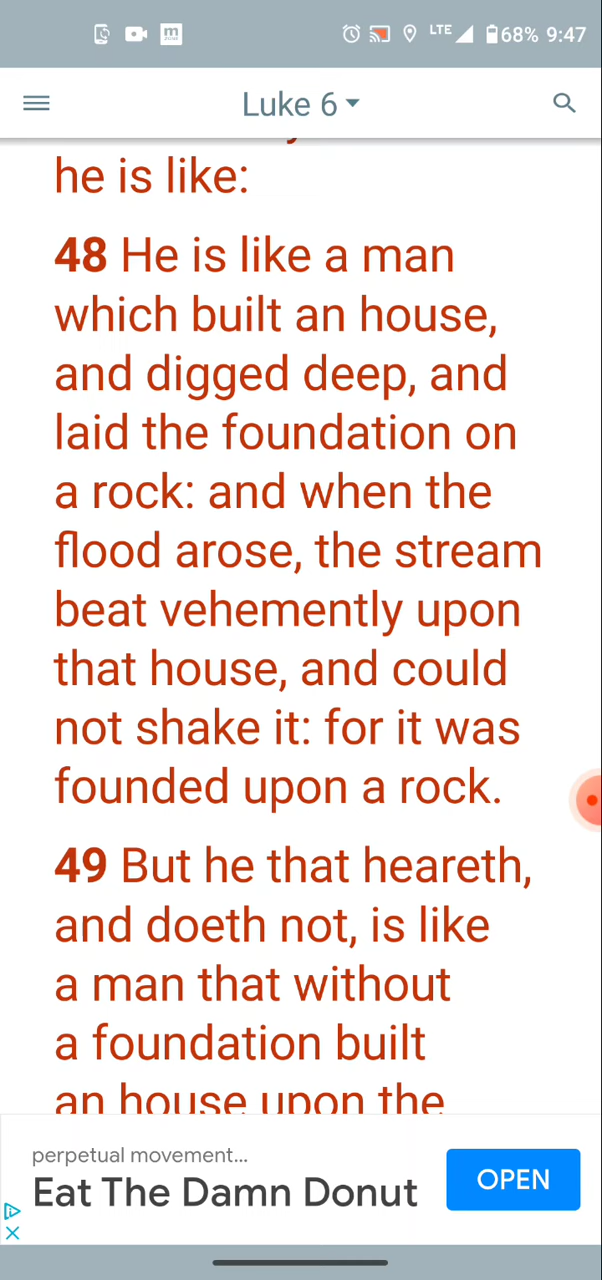 LTE 68% 9:47
Luke 6
he is like:
48 He is like a man
which built an house,
and digged deep, and
laid the foundation on
a rock: and when the
flood arose, the stream
beat vehemently upon
that house, and could
not shake it: for it was
founded upon a rock.
49 But he that heareth,
and doeth not, is like
a man that without
a foundation built
an house upon the
perpetual movement...
Eat The Damn Donut
OPEN